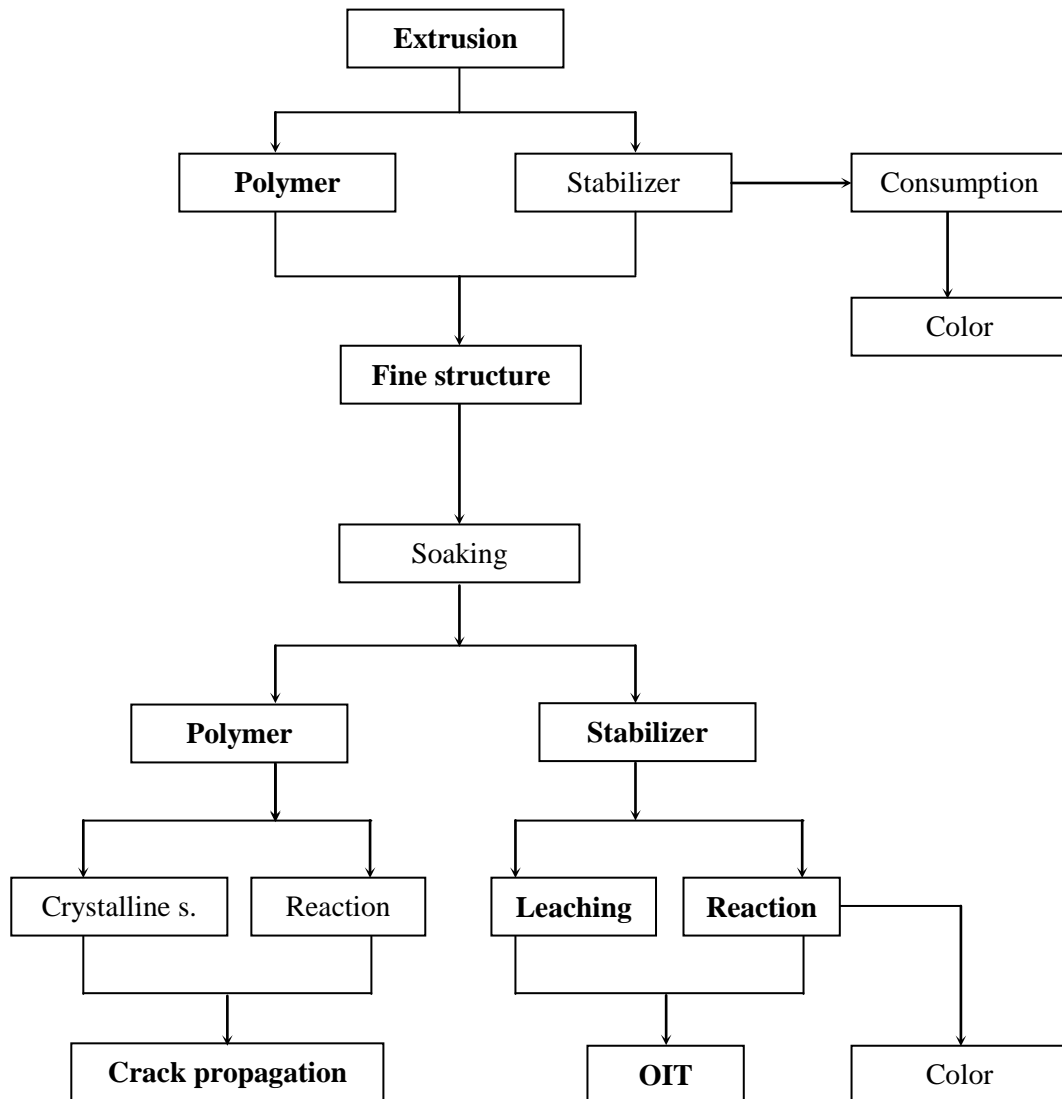 Extrusion
Polymer
Stabilizer
Consumption
Color
Fine structure
Soaking
Polymer
Stabilizer
Crystalline s.
Reaction
Leaching
Reaction
Crack propagation
OIT
Color